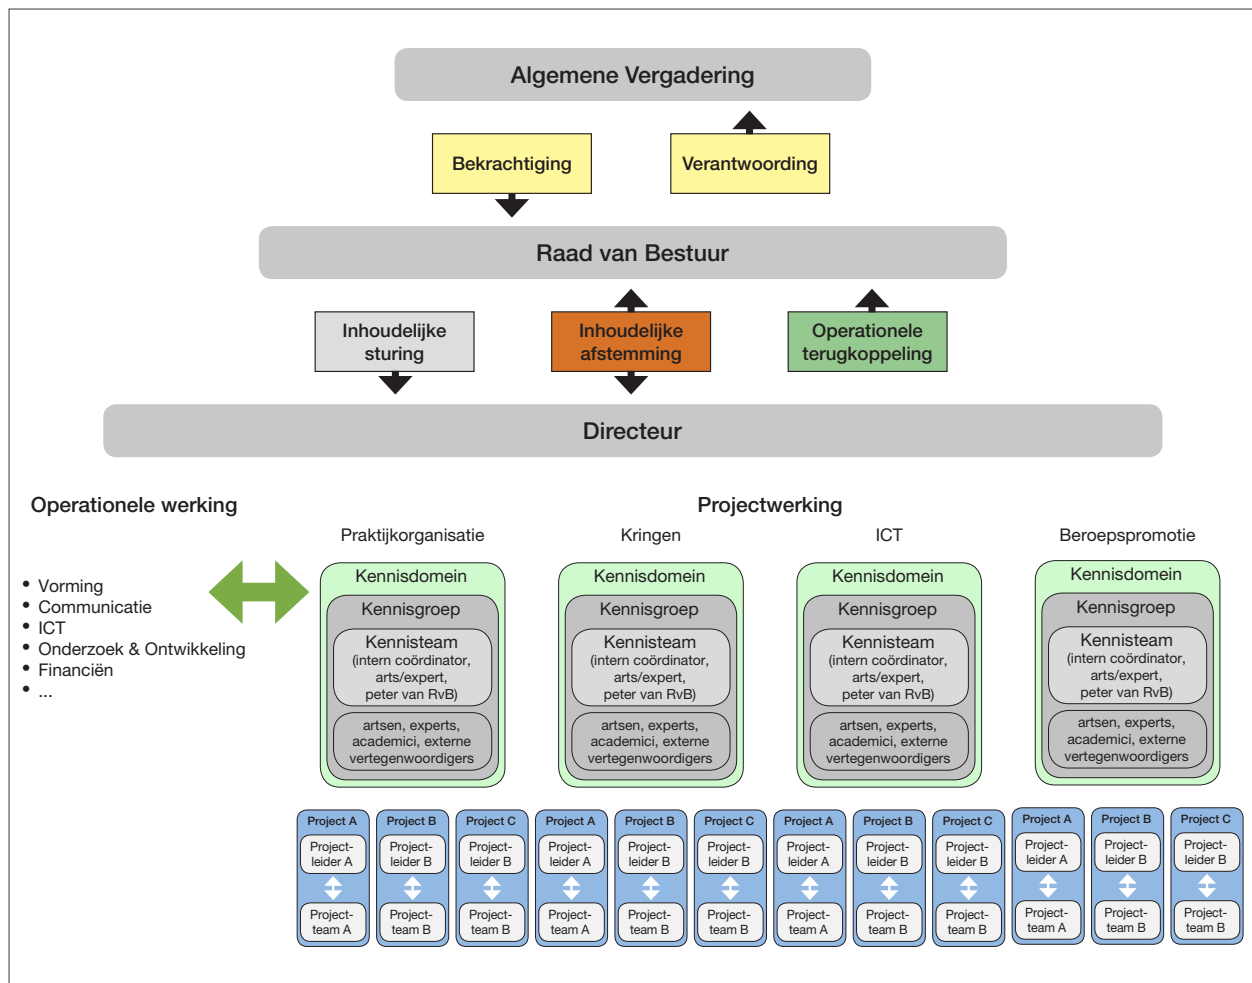 Algemene Vergadering
Bekrachtiging
Verantwoording
Raad van Bestuur
Inhoudelijke
sturing
Inhoudelijke
afstemming
Operationele
terugkoppeling
Directeur
Operationele werking
Projectwerking
Praktijkorganisatie
Kringen
ICT
Beroepspromotie
• Vorming
• Communicatie
• ICT
• Onderzoek & Ontwikkeling
• Financiën
• ...
Kennisdomein
Kennisgroep
Kennisteam
(intern coördinator,
arts/expert,
peter van RvB)
artsen, experts,
academici, externe
vertegenwoordigers
Kennisdomein
Kennisgroep
Kennisteam
(intern coördinator,
arts/expert,
peter van RvB)
artsen, experts,
academici, externe
vertegenwoordigers
Kennisdomein
Kennisgroep
Kennisteam
(intern coördinator,
arts/expert,
peter van RvB)
artsen, experts,
academici, externe
vertegenwoordigers
Kennisdomein
Kennisgroep
Kennisteam
(intern coördinator,
arts/expert,
peter van RvB)
artsen, experts,
academici, externe
vertegenwoordigers
Project A
Project-
leider A
Project-
team A
Project B
Project-
leider B
Project-
team B
Project C
Project-
leider B
Project-
team B
Project A
Project-
leider A
Project-
team A
Project B
Project-
leider B
Project-
team B
Project C
Project-
leider B
Project-
team B
Project A
Project-
leider A
Project-
team A
Project B
Project-
leider B
Project-
team B
Project C
Project-
leider B
Project-
team B
Project A
Project-
leider A
Project-
team A
Project B
Project-
leider B
Project-
team B
Project C
Project-
leider B
Project-
team B